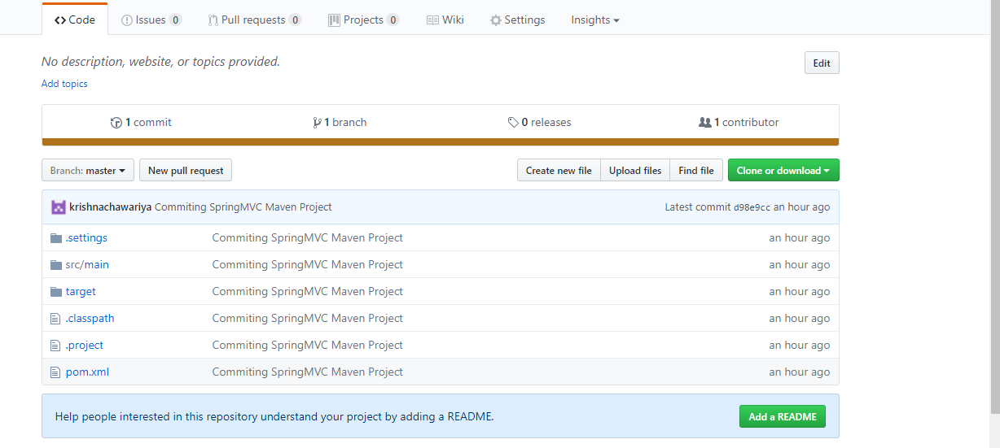 Code Issues 0 Pull requests 0 Projects 0 Wiki Settings Insights
No description, website, or topics provided. Edit
Add topics
1 commit 1 branch 0 releases 1 contributor
Branch: master New pull request Create new file Upload files Find file Clone or download
krishnachawariya Commiting SpringMVC Maven Project Latest commit d98e9cc an hour ago
.settings Commiting SpringMVC Maven Project an hour ago
src/main Commiting SpringMVC Maven Project an hour ago
target Commiting SpringMVC Maven Project an hour ago
.classpath Commiting SpringMVC Maven Project an hour ago
.project Commiting SpringMVC Maven Project an hour ago
pom.xml Commiting SpringMVC Maven Project an hour ago
Help people interested in this repository understand your project by adding a README. Add a README